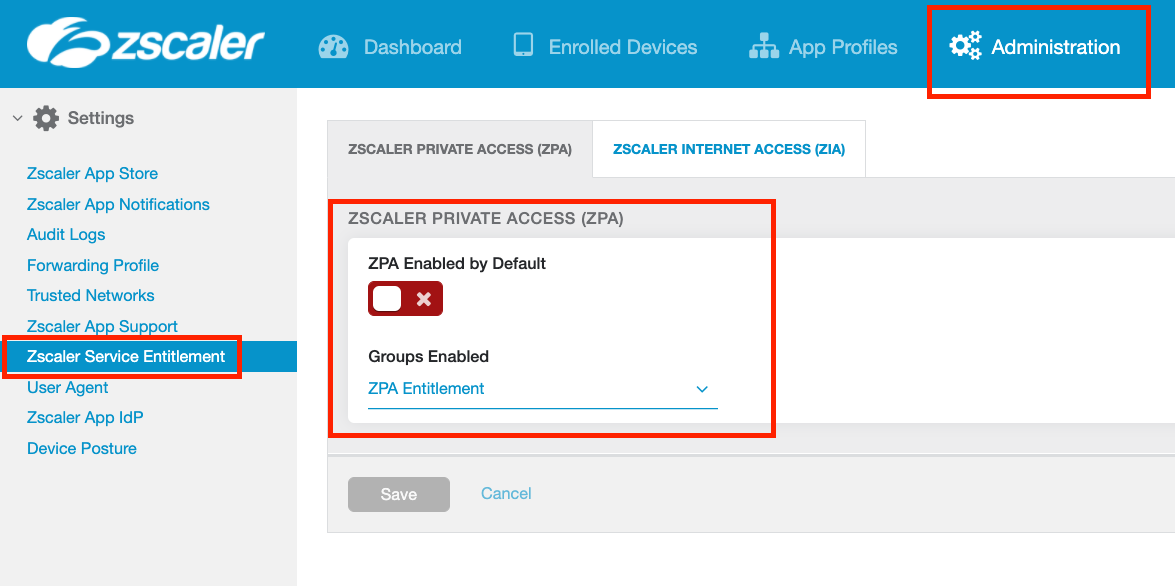 zscaler Dashboard Enrolled Devices App Profiles Administration
Settings
Zscaler App Store
Zscaler App Notifications
Audit Logs
Forwarding Profile
Trusted Networks
Zscaler App Support
Zscaler Service Entitlement
User Agent
Zscaler App IdP
Device Posture
ZSCALER PRIVATE ACCESS (ZPA) ZSCALER INTERNET ACCESS (ZIA)
ZSCALER PRIVATE ACCESS (ZPA)
ZPA Enabled by Default
Groups Enabled
ZPA Entitlement
Save Cancel